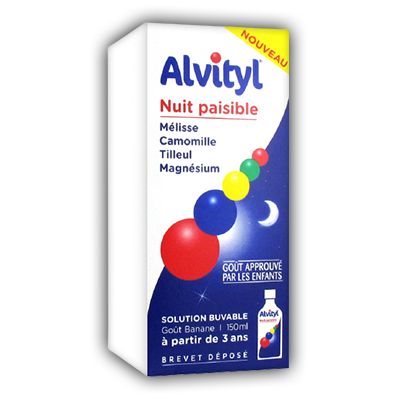 NOUVEAU
Alvityl®
Nuit paisible
Mélisse
Camomille
Tilleul
Magnésium
GOÛT APPROUVÉ
PAR LES ENFANTS
SOLUTION BUVABLE
Goût Banane | 150ml
à partir de 3 ans
BREVET DÉPOSÉ
Alvityl